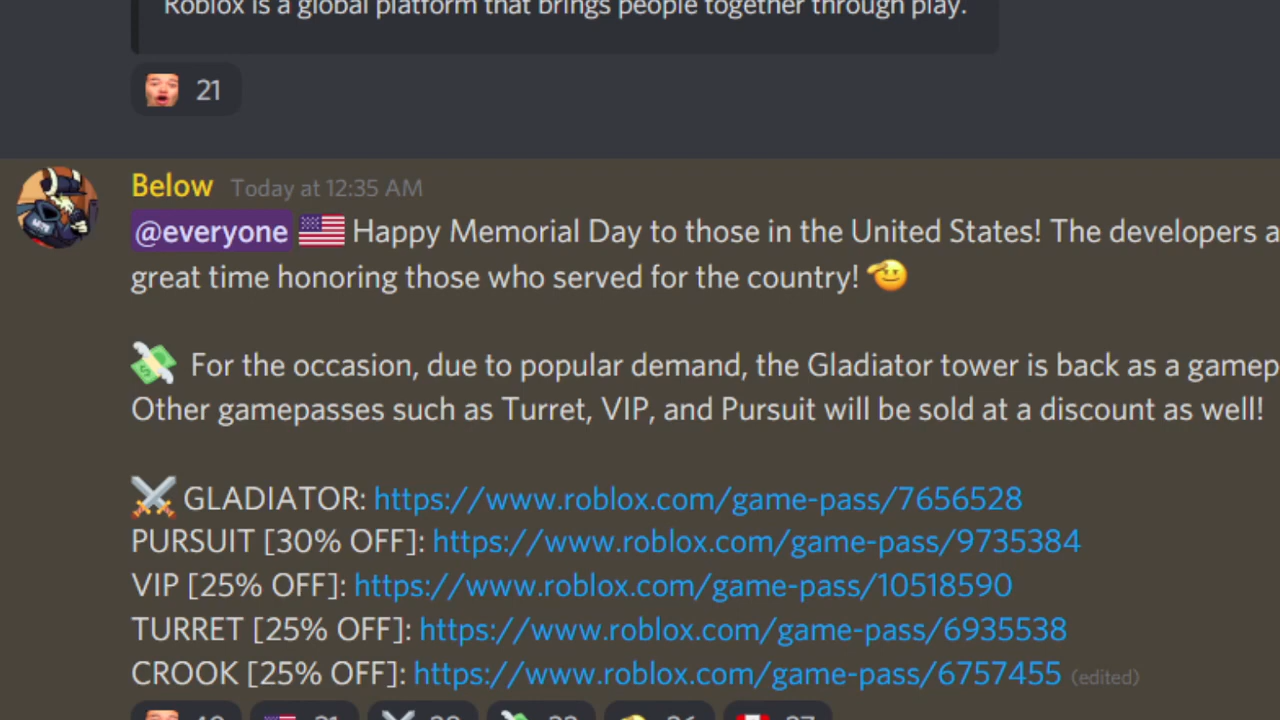 Roblox is a global platform that brings people together through play.
21
Below Today at 12:35 AM
@everyone Happy Memorial Day to those in the United States! The developers a
great time honoring those who served for the country!
For the occasion, due to popular demand, the Gladiator tower is back as a gamep
Other gamepasses such as Turret, VIP, and Pursuit will be sold at a discount as well!
GLADIATOR: https://www.roblox.com/game-pass/7656528
PURSUIT [30% OFF]: https://www.roblox.com/game-pass/9735384
VIP [25% OFF]: https://www.roblox.com/game-pass/10518590
TURRET [25% OFF]: https://www.roblox.com/game-pass/6935538
CROOK [25% OFF]: https://www.roblox.com/game-pass/6757455 (edited)